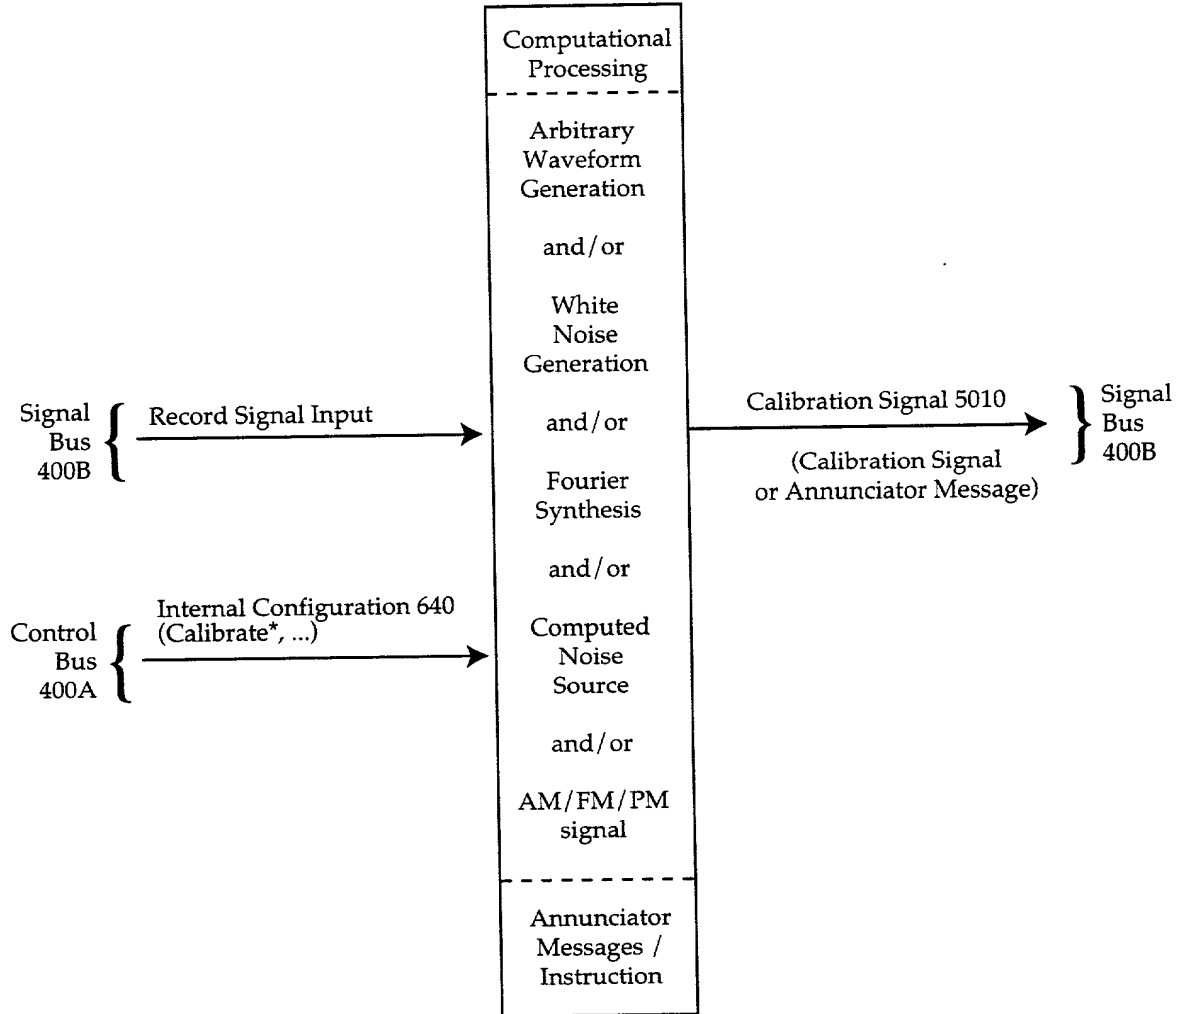 Computational
Processing
Arbitrary
Waveform
Generation
and/or
White
Noise
Generation
and/or
Fourier
Synthesis
and/or
Computed
Noise
Source
and/or
AM/FM/PM
signal
Annunciator
Messages /
Instruction
Signal
Bus
400B
Record Signal Input
Control
Bus
400A
Internal Configuration 640
(Calibrate*, ...)
Calibration Signal 5010
(Calibration Signal
or Annunciator Message)
Signal
Bus
400B